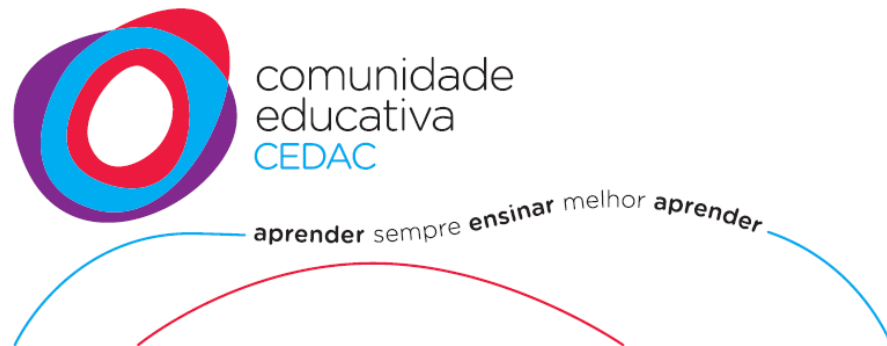 comunidade
educativa
CEDAC
aprender sempre ensinar melhor aprender